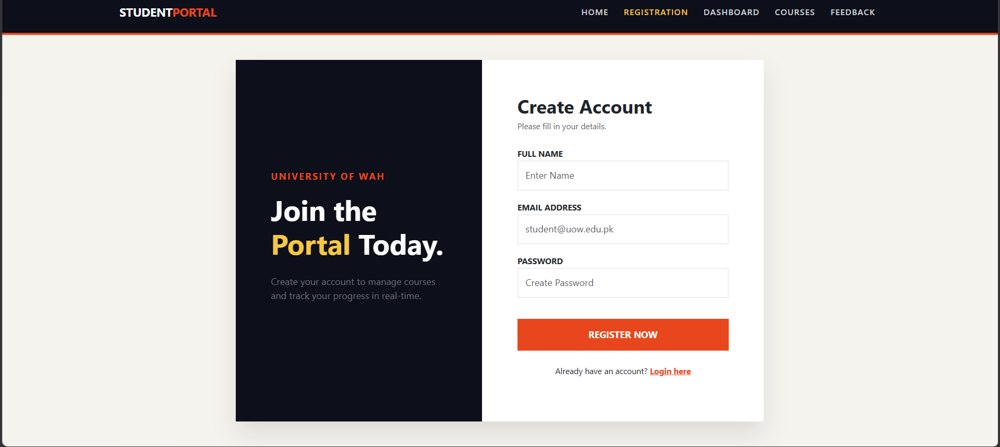 STUDENTPORTAL
HOME REGISTRATION DASHBOARD COURSES FEEDBACK
UNIVERSITY OF WAH
Join the
Portal Today.
Create your account to manage courses
and track your progress in real-time.
Create Account
Please fill in your details.
FULL NAME
Enter Name
EMAIL ADDRESS
student@uow.edu.pk
PASSWORD
Create Password
REGISTER NOW
Already have an account? Login here